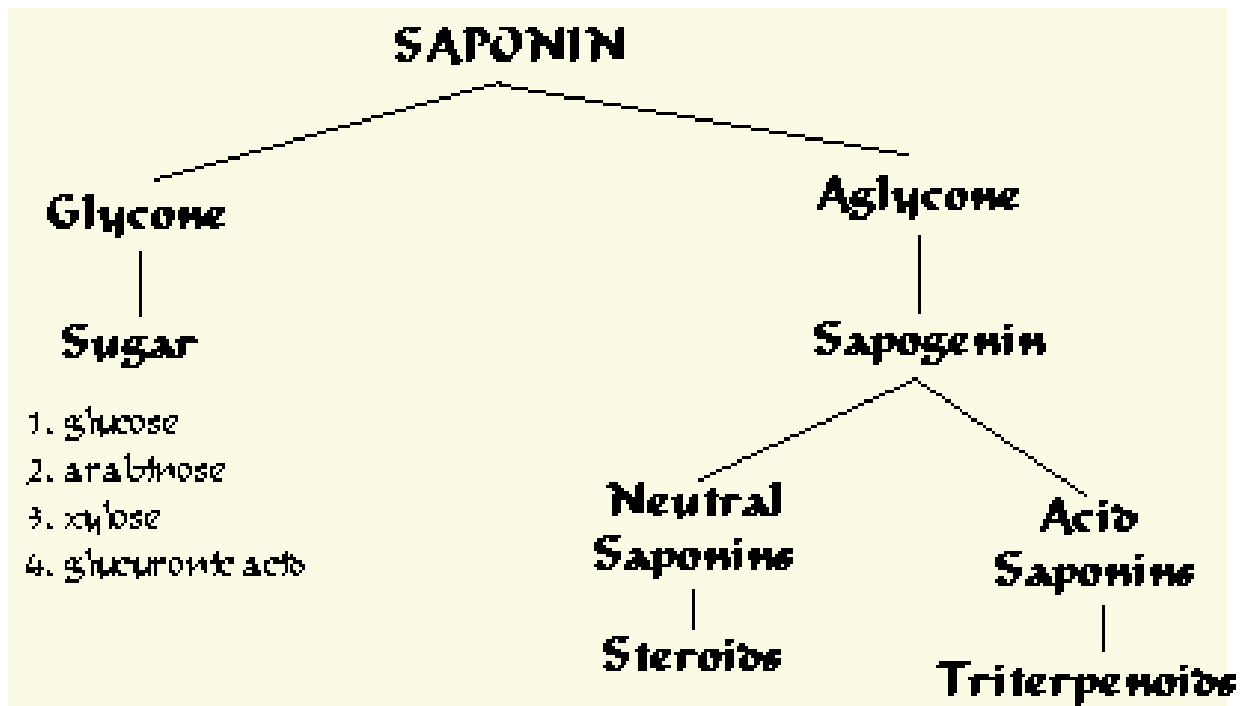 SAPONIN
Glycone
Aglycone
Sugar
Sapogenin
1. glucose
2. arabinose
3. xylose
4. glucuronic acid
Neutral
Saponins
Acid
Saponins
Steroids
Triterpenoids